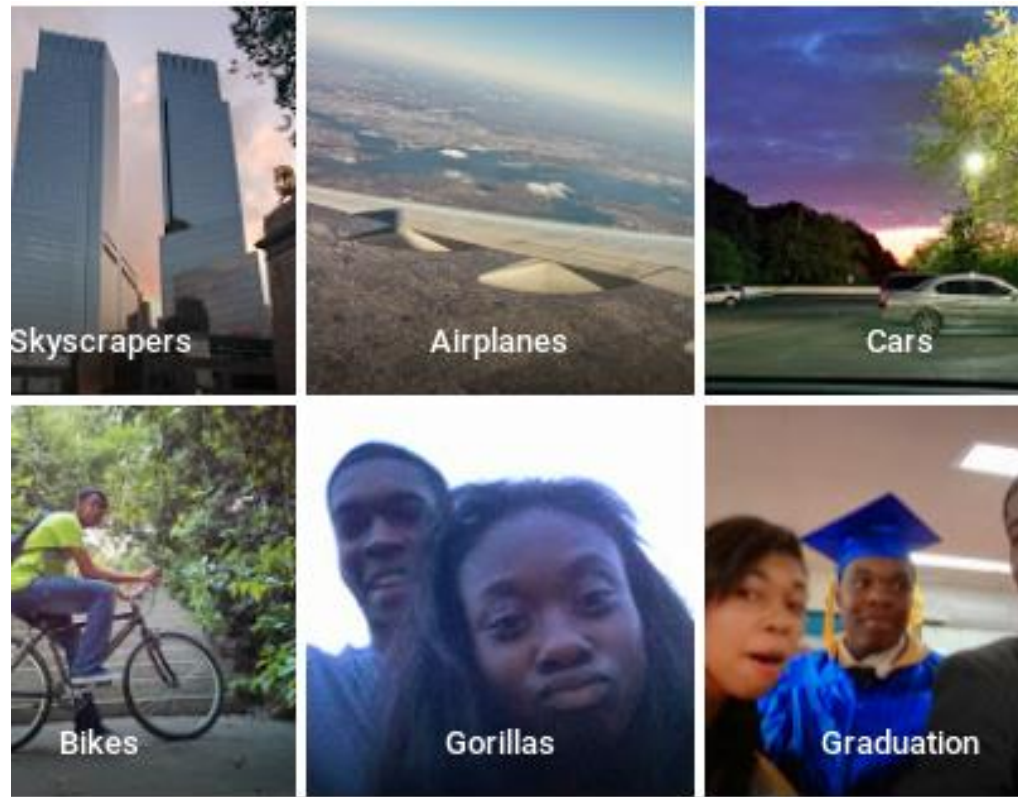 Skyscrapers
Airplanes
Cars
Bikes
Gorillas
Graduation